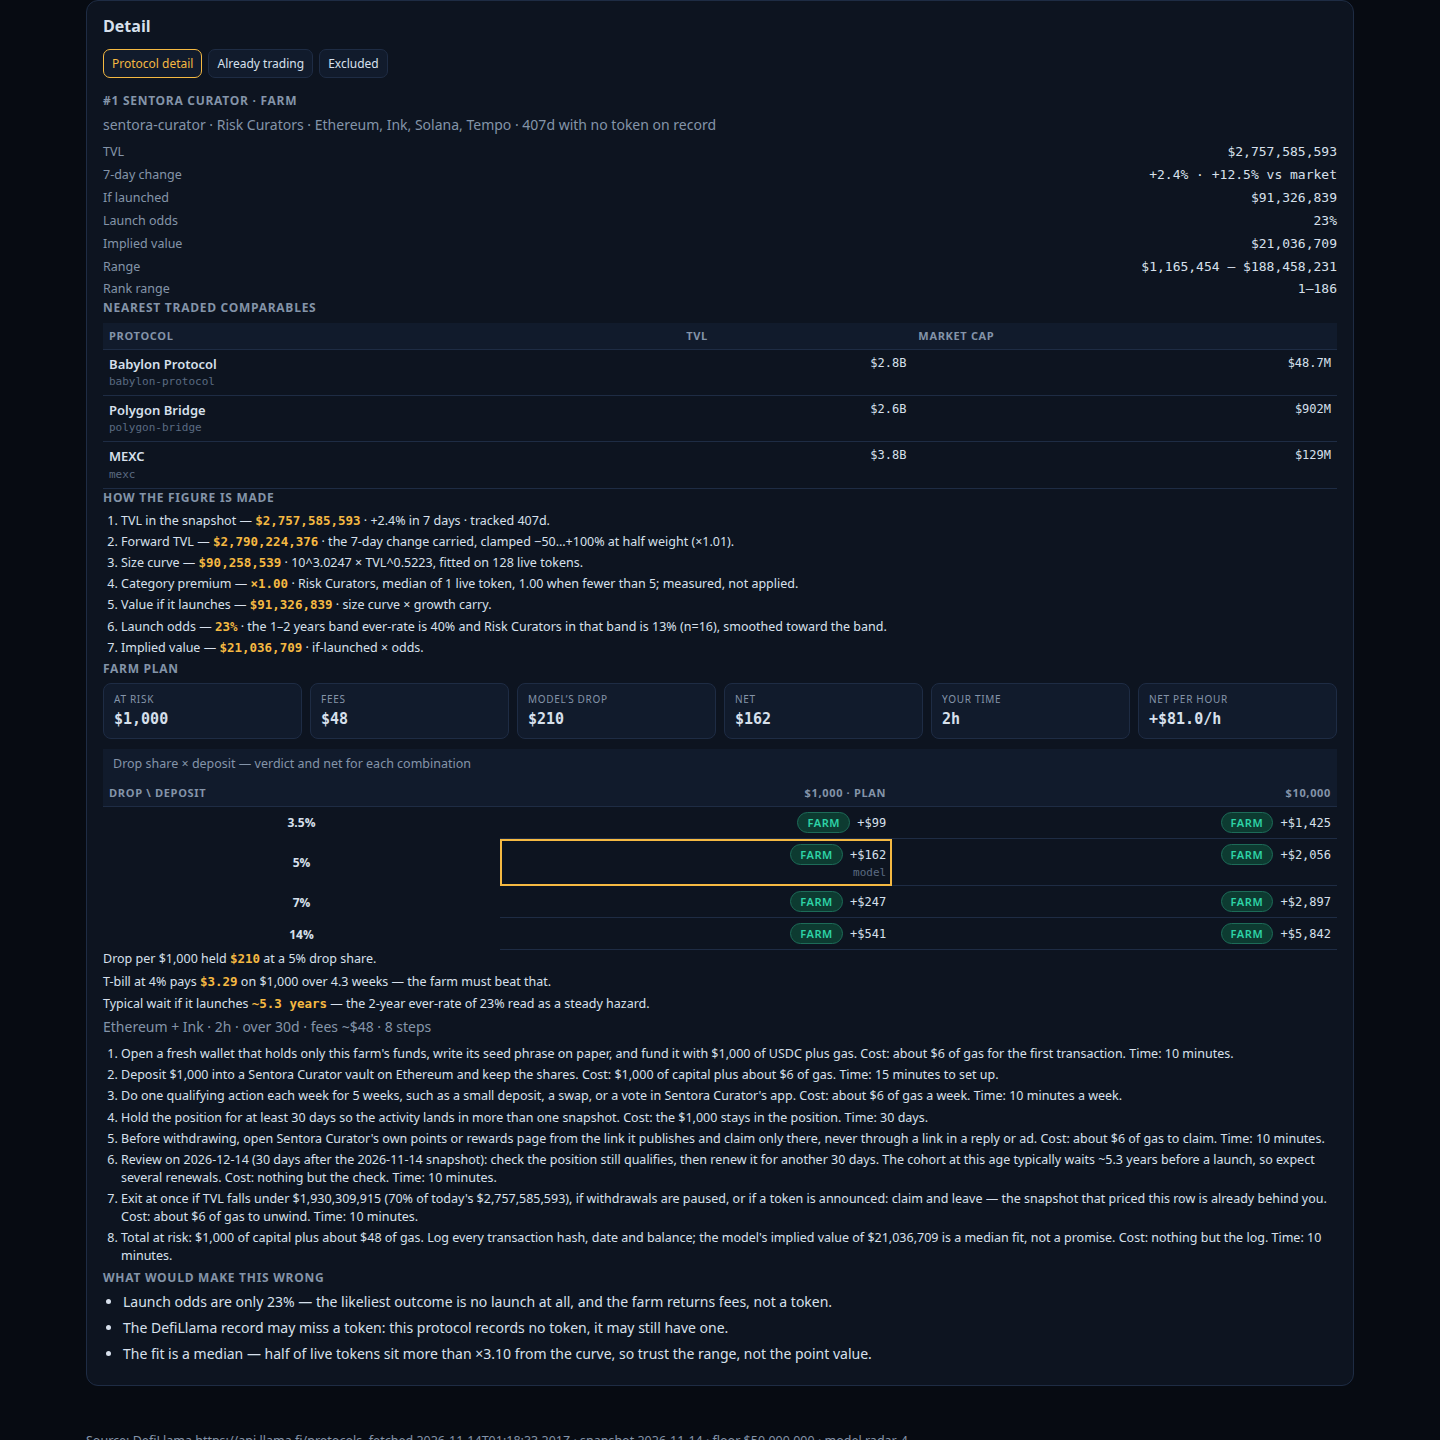 Detail
Protocol detail Already trading Excluded
#1 SENTORA CURATOR · FARM
sentora-curator · Risk Curators · Ethereum, Ink, Solana, Tempo · 407d with no token on record
TVL $2,757,585,593
7-day change +2.4% · +12.5% vs market
If launched $91,326,839
Launch odds 23%
Implied value $21,036,709
Range $1,165,454 — $188,458,231
Rank range 1–186
NEAREST TRADED COMPARABLES
PROTOCOL TVL MARKET CAP
Babylon Protocol $2.8B $48.7M
babylon-protocol
Polygon Bridge $2.6B $902M
polygon-bridge
MEXC $3.8B $129M
mexc
HOW THE FIGURE IS MADE
1. TVL in the snapshot — $2,757,585,593 · +2.4% in 7 days · tracked 407d.
2. Forward TVL — $2,790,224,376 · the 7-day change carried, clamped −50…+100% at half weight (×1.01).
3. Size curve — $90,258,539 · 10^3.0247 × TVL^0.5223, fitted on 128 live tokens.
4. Category premium — ×1.00 · Risk Curators, median of 1 live token, 1.00 when fewer than 5; measured, not applied.
5. Value if it launches — $91,326,839 · size curve × growth carry.
6. Launch odds — 23% · the 1–2 years band ever-rate is 40% and Risk Curators in that band is 13% (n=16), smoothed toward the band.
7. Implied value — $21,036,709 · if-launched × odds.
FARM PLAN
AT RISK FEES MODEL'S DROP NET YOUR TIME NET PER HOUR
$1,000 $48 $210 $162 2h +$81.0/h
Drop share × deposit — verdict and net for each combination
DROP \ DEPOSIT $1,000 · PLAN $10,000
3.5% FARM +$99 FARM +$1,425
5% FARM +$162 FARM +$2,056
model
7% FARM +$247 FARM +$2,897
14% FARM +$541 FARM +$5,842
Drop per $1,000 held $210 at a 5% drop share.
T-bill at 4% pays $3.29 on $1,000 over 4.3 weeks — the farm must beat that.
Typical wait if it launches ~5.3 years — the 2-year ever-rate of 23% read as a steady hazard.
Ethereum + Ink · 2h · over 30d · fees ~$48 · 8 steps
1. Open a fresh wallet that holds only this farm's funds, write its seed phrase on paper, and fund it with $1,000 of USDC plus gas. Cost: about $6 of gas for the first transaction. Time: 10 minutes.
2. Deposit $1,000 into a Sentora Curator vault on Ethereum and keep the shares. Cost: $1,000 of capital plus about $6 of gas. Time: 15 minutes to set up.
3. Do one qualifying action each week for 5 weeks, such as a small deposit, a swap, or a vote in Sentora Curator's app. Cost: about $6 of gas a week. Time: 10 minutes a week.
4. Hold the position for at least 30 days so the activity lands in more than one snapshot. Cost: the $1,000 stays in the position. Time: 30 days.
5. Before withdrawing, open Sentora Curator's own points or rewards page from the link it publishes and claim only there, never through a link in a reply or ad. Cost: about $6 of gas to claim. Time: 10 minutes.
6. Review on 2026-12-14 (30 days after the 2026-11-14 snapshot): check the position still qualifies, then renew it for another 30 days. The cohort at this age typically waits ~5.3 years before a launch, so expect
several renewals. Cost: nothing but the check. Time: 10 minutes.
7. Exit at once if TVL falls under $1,930,309,915 (70% of today's $2,757,585,593), if withdrawals are paused, or if a token is announced: claim and leave — the snapshot that priced this row is already behind you.
Cost: about $6 of gas to unwind. Time: 10 minutes.
8. Total at risk: $1,000 of capital plus about $48 of gas. Log every transaction hash, date and balance; the model's implied value of $21,036,709 is a median fit, not a promise. Cost: nothing but the log. Time: 10
minutes.
WHAT WOULD MAKE THIS WRONG
• Launch odds are only 23% — the likeliest outcome is no launch at all, and the farm returns fees, not a token.
• The DefiLlama record may miss a token: this protocol records no token, it may still have one.
• The fit is a median — half of live tokens sit more than ×3.10 from the curve, so trust the range, not the point value.